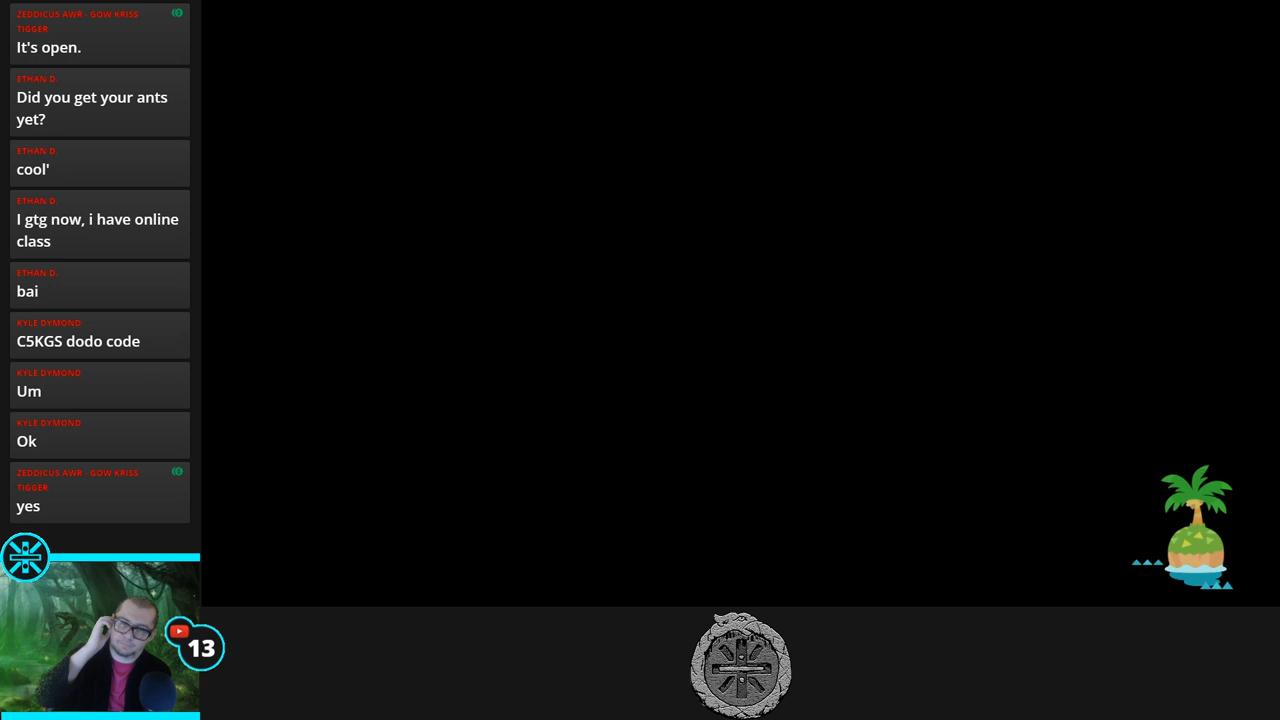 ZEDDICUS AWR - GOW KRISS
TIGGER
It's open.
ETHAN D.
Did you get your ants
yet?
ETHAN D.
cool'
ETHAN D.
I gtg now, i have online
class
ETHAN D.
bai
KYLE DYMOND
C5KGS dodo code
KYLE DYMOND
Um
KYLE DYMOND
Ok
ZEDDICUS AWR - GOW KRISS
TIGGER
yes
13